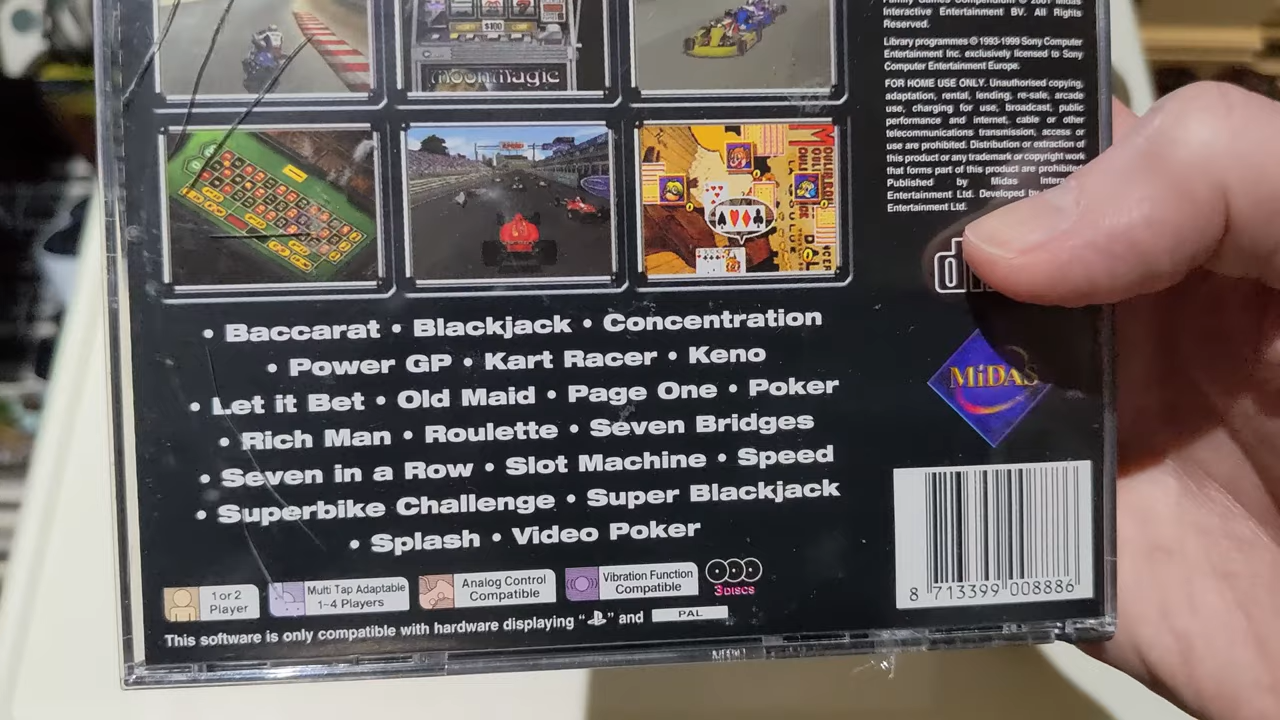 moonmagic
Family Games Compendium © 2001 Midas
Interactive Entertainment BV. All Rights
Reserved.
Library programmes © 1993-1999 Sony Computer
Entertainment Inc. exclusively licensed to Sony
Computer Entertainment Europe.
FOR HOME USE ONLY. Unauthorised copying,
adaptation, rental, lending, re-sale, arcade
use, charging for use, broadcast, public
performance and internet, cable or other
telecommunications transmission, access or
use are prohibited. Distribution or extraction of
this product or any trademark or copyright work
that forms part of this product are prohibited
Published by Midas
Entertainment Ltd. Developed
Entertainment Ltd.
• Baccarat • Blackjack • Concentration
• Power GP • Kart Racer • Keno
• Let it Bet • Old Maid • Page One • Poker
• Rich Man • Roulette • Seven Bridges
• Seven in a Row • Slot Machine • Speed
• Superbike Challenge • Super Blackjack
• Splash • Video Poker
MiDAS
1 or 2
Player
Multi Tap Adaptable
1~4 Players
Analog Control
Compatible
Vibration Function
Compatible
3 DISCS
This software is only compatible with hardware displaying " " and PAL
8 713399 008886